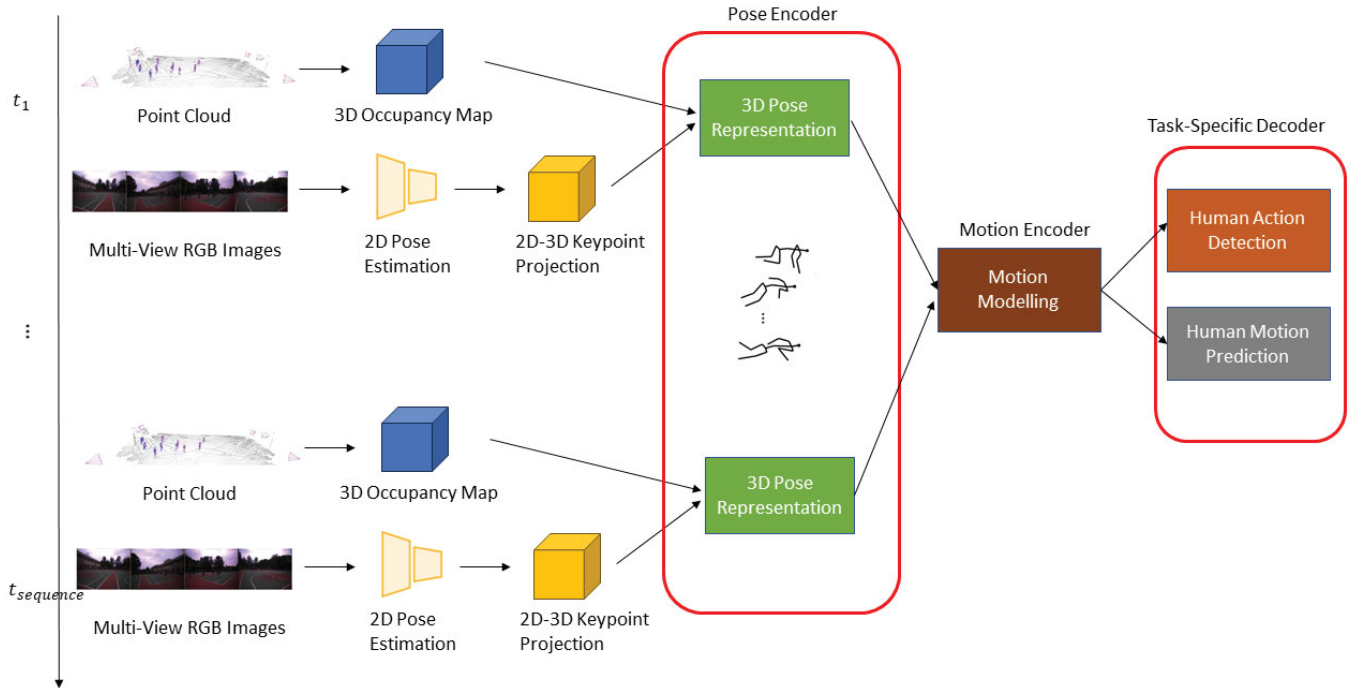 Pose Encoder
t1
Point Cloud
3D Occupancy Map
3D Pose
Representation
Task-Specific Decoder
Multi-View RGB Images
2D Pose
Estimation
2D-3D Keypoint
Projection
Human Action
Detection
Motion Encoder
Motion
Modelling
...
...
Human Motion
Prediction
Point Cloud
3D Occupancy Map
3D Pose
Representation
tsequence
Multi-View RGB Images
2D Pose
Estimation
2D-3D Keypoint
Projection